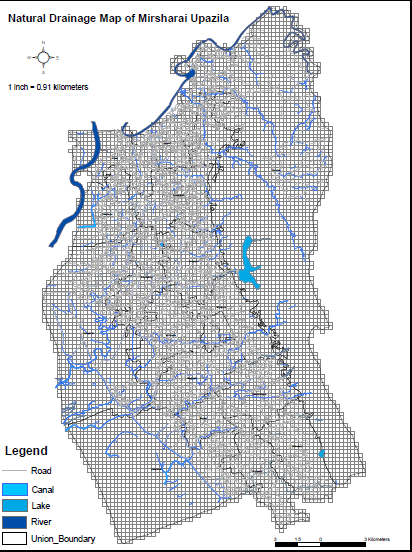 Natural Drainage Map of Mirsharai Upazila
N
W E
S
1 inch = 0.91 kilometers
Legend
Road
Canal
Lake
River
Union_Boundary
3 1.5 0 3 Kilometers